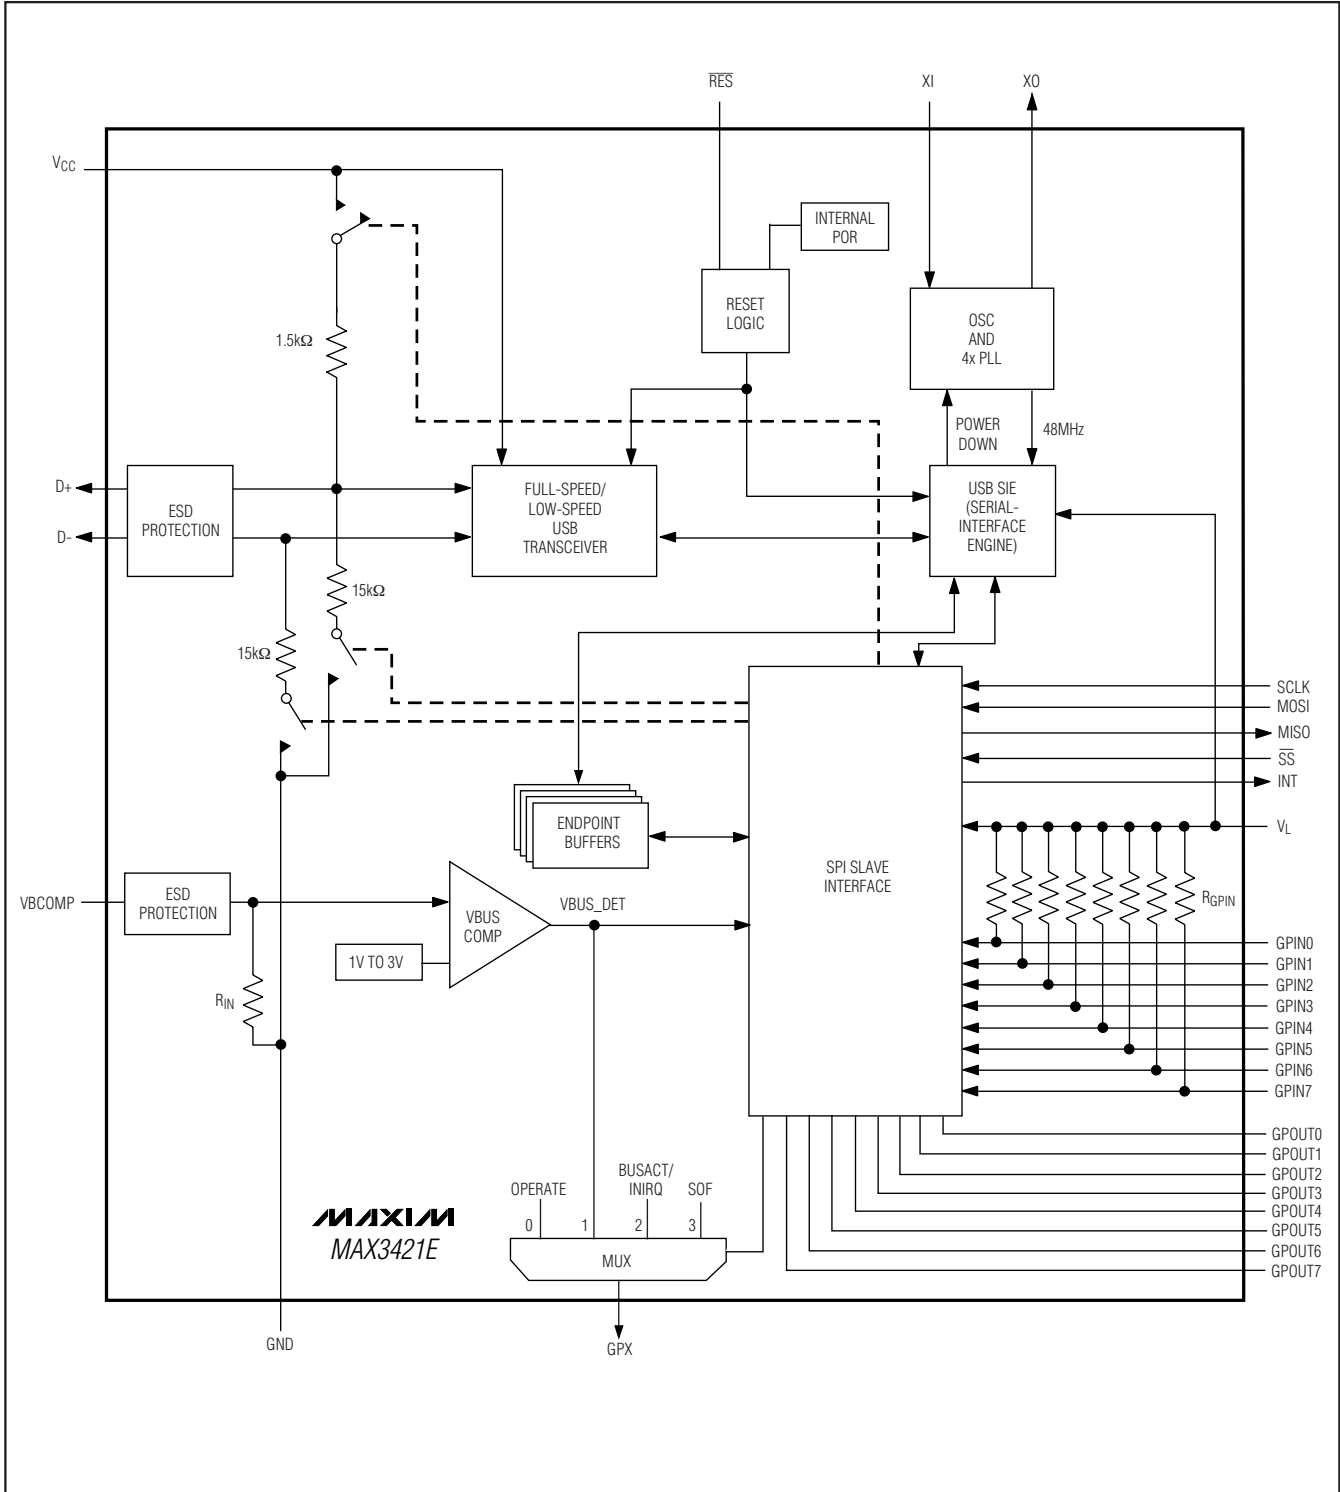 RES
XI
XO
VCC
INTERNAL
POR
RESET
LOGIC
OSC
AND
4x PLL
1.5kΩ
POWER
DOWN
48MHz
D+
D-
ESD
PROTECTION
FULL-SPEED/
LOW-SPEED
USB
TRANSCEIVER
USB SIE
(SERIAL-
INTERFACE
ENGINE)
15kΩ
15kΩ
SCLK
MOSI
MISO
SS
INT
VL
ENDPOINT
BUFFERS
SPI SLAVE
INTERFACE
RGPIN
VBCOMP
ESD
PROTECTION
VBUS
COMP
VBUS_DET
1V TO 3V
RIN
GPIN0
GPIN1
GPIN2
GPIN3
GPIN4
GPIN5
GPIN6
GPIN7
GPOUT0
GPOUT1
GPOUT2
GPOUT3
GPOUT4
GPOUT5
GPOUT6
GPOUT7
OPERATE
BUSACT/
INIRQ
SOF
0
1
2
3
MUX
MAXIM
MAX3421E
GND
GPX